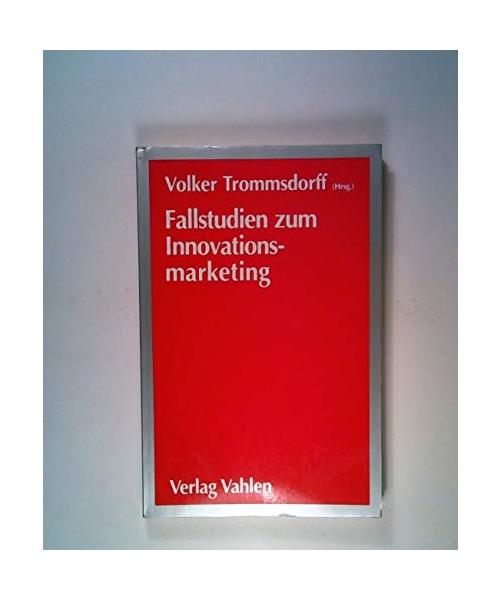 Volker Trommsdorff (Hrsg.)
Fallstudien zum
Innovations-
marketing
Verlag Vahlen